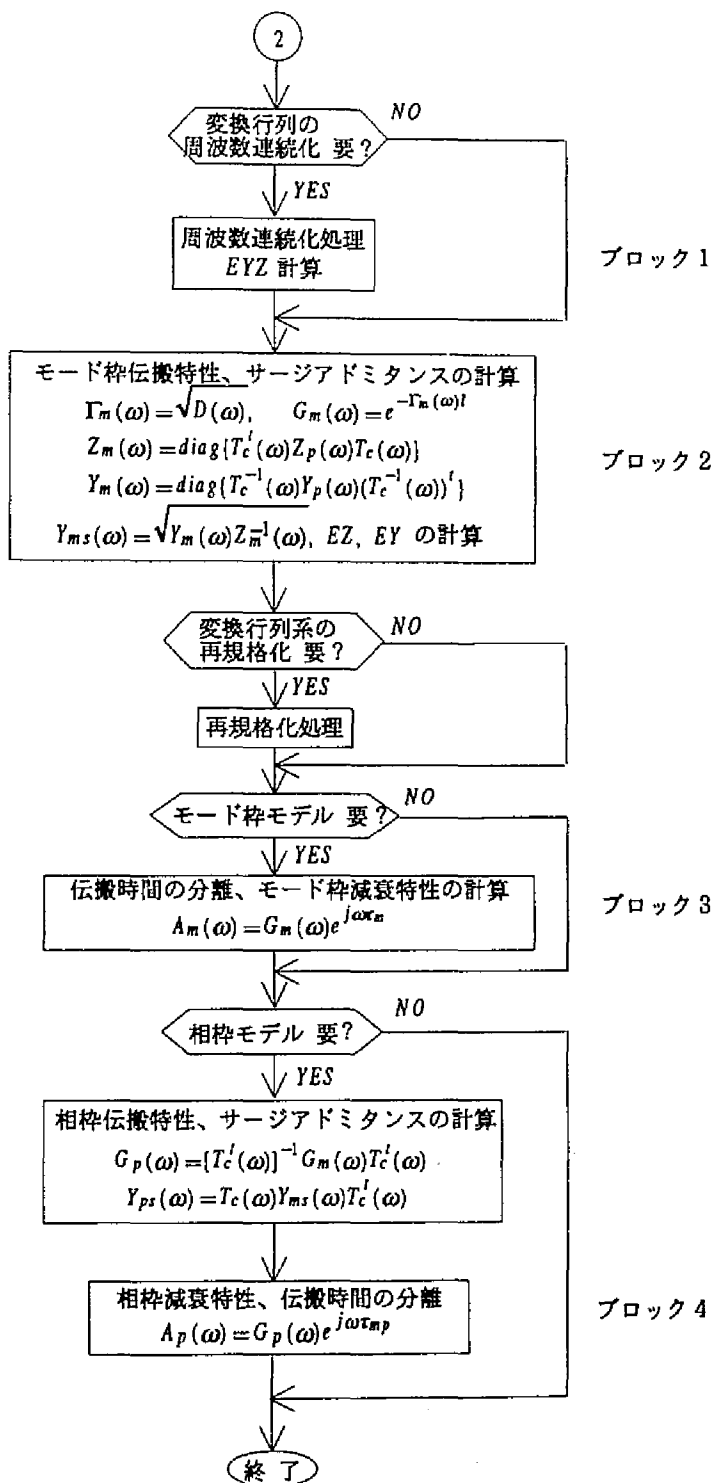 2
変換行列の
周波数連続化 要?
NO
YES
周波数連続化処理
EYZ 計算
ブロック1
モード枠伝搬特性、サージアドミタンスの計算
Γm(ω)=√D(ω), Gm(ω)=e^{-Γm(ω)l}
Zm(ω)=diag{Tc^t(ω)Zp(ω)Tc(ω)}
Ym(ω)=diag{Tc^{-1}(ω)Yp(ω)(Tc^{-1}(ω))^t}
Yms(ω)=√Ym(ω)Zm^{-1}(ω), EZ, EY の計算
ブロック2
変換行列系の
再規格化 要?
NO
YES
再規格化処理
モード枠モデル 要?
NO
YES
伝搬時間の分離、モード枠減衰特性の計算
Am(ω)=Gm(ω)e^{jωτm}
ブロック3
相枠モデル 要?
NO
YES
相枠伝搬特性、サージアドミタンスの計算
Gp(ω)=[Tc^t(ω)]^{-1}Gm(ω)Tc^t(ω)
Yps(ω)=Tc(ω)Yms(ω)Tc^t(ω)
相枠減衰特性、伝搬時間の分離
Ap(ω)=Gp(ω)e^{jωτmp}
ブロック4
終了